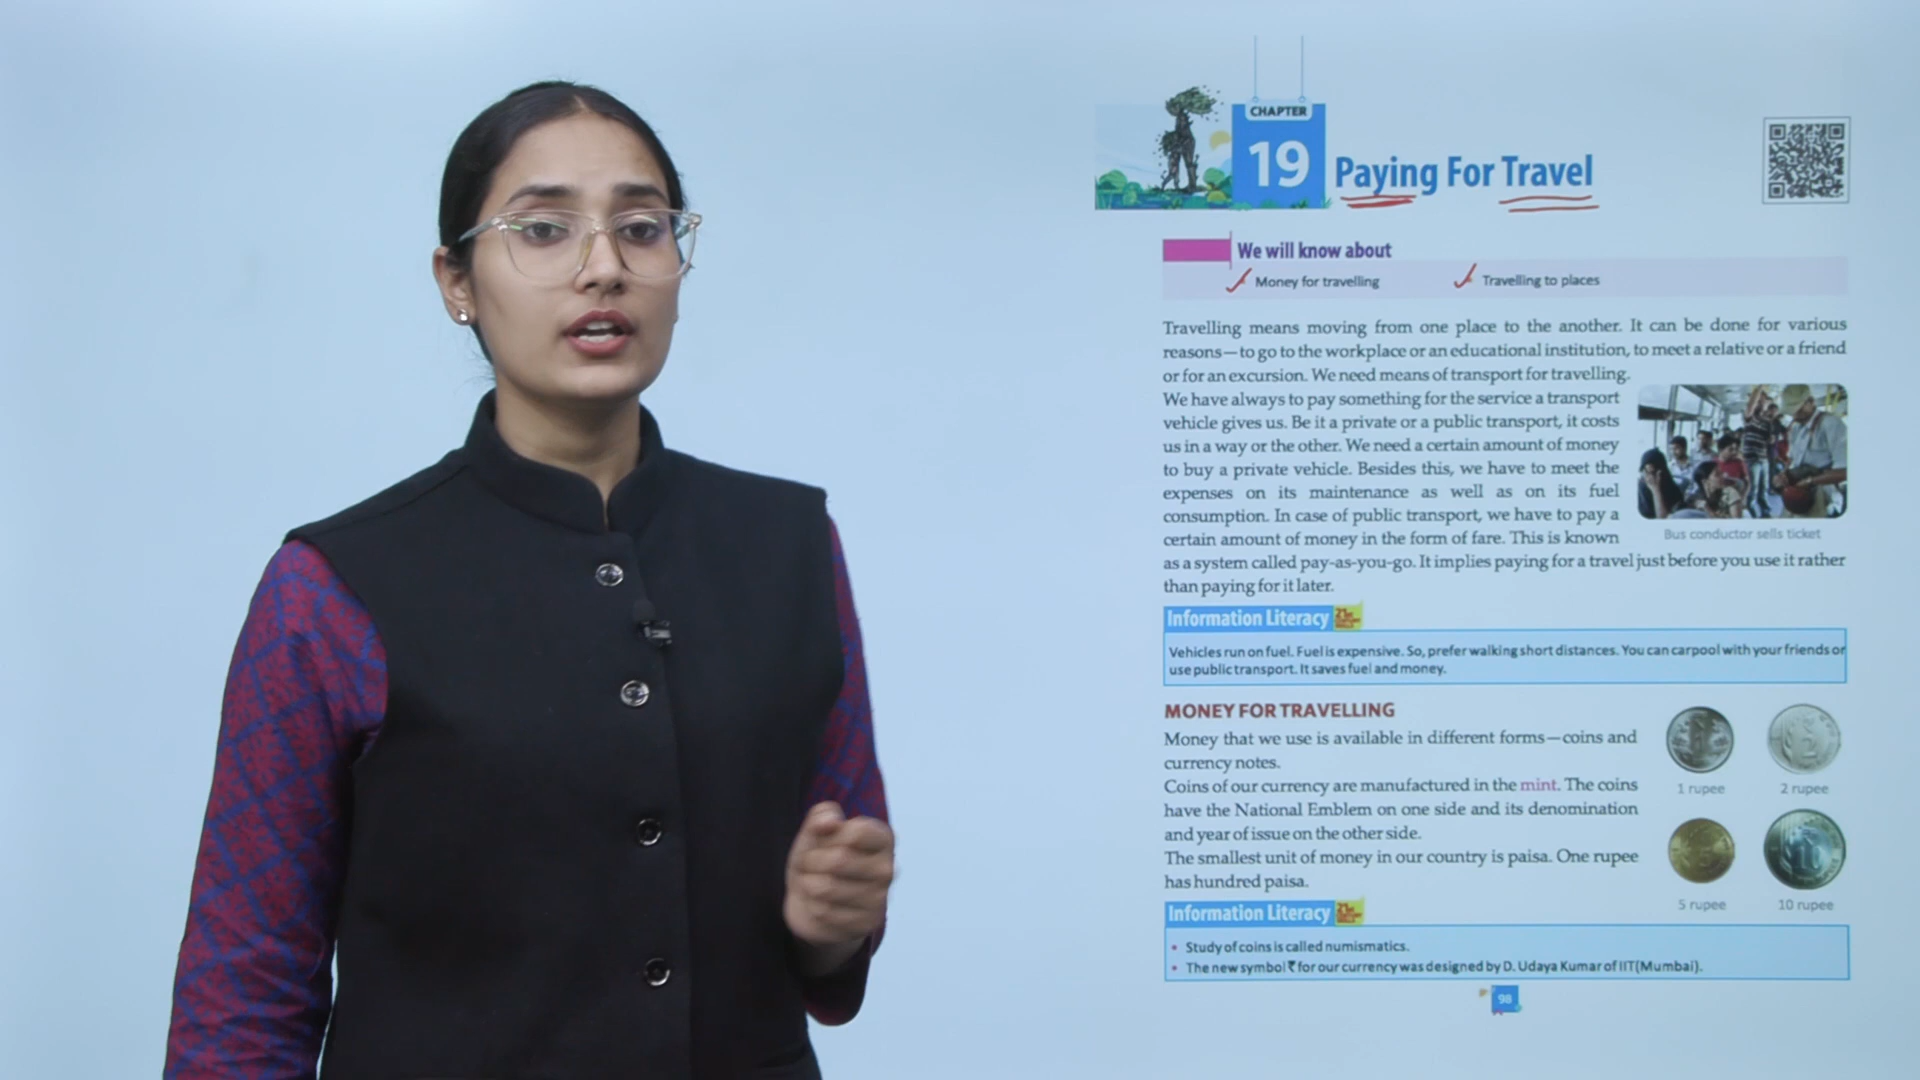 CHAPTER
19
Paying For Travel
We will know about
Money for travelling
Travelling to places
Travelling means moving from one place to the another. It can be done for various
reasons—to go to the workplace or an educational institution, to meet a relative or a friend
or for an excursion. We need means of transport for travelling.
We have always to pay something for the service a transport
vehicle gives us. Be it a private or a public transport, it costs
us in a way or the other. We need a certain amount of money
to buy a private vehicle. Besides this, we have to meet the
expenses on its maintenance as well as on its fuel
consumption. In case of public transport, we have to pay a
certain amount of money in the form of fare. This is known
as a system called pay-as-you-go. It implies paying for a travel just before you use it rather
than paying for it later.
Bus conductor sells ticket
Information Literacy
Vehicles run on fuel. Fuel is expensive. So, prefer walking short distances. You can carpool with your friends or
use public transport. It saves fuel and money.
MONEY FOR TRAVELLING
Money that we use is available in different forms—coins and
currency notes.
Coins of our currency are manufactured in the mint. The coins
have the National Emblem on one side and its denomination
and year of issue on the other side.
The smallest unit of money in our country is paisa. One rupee
has hundred paisa.
1 rupee
2 rupee
5 rupee
10 rupee
Information Literacy
• Study of coins is called numismatics.
• The new symbol ₹ for our currency was designed by D. Udaya Kumar of IIT(Mumbai).
98